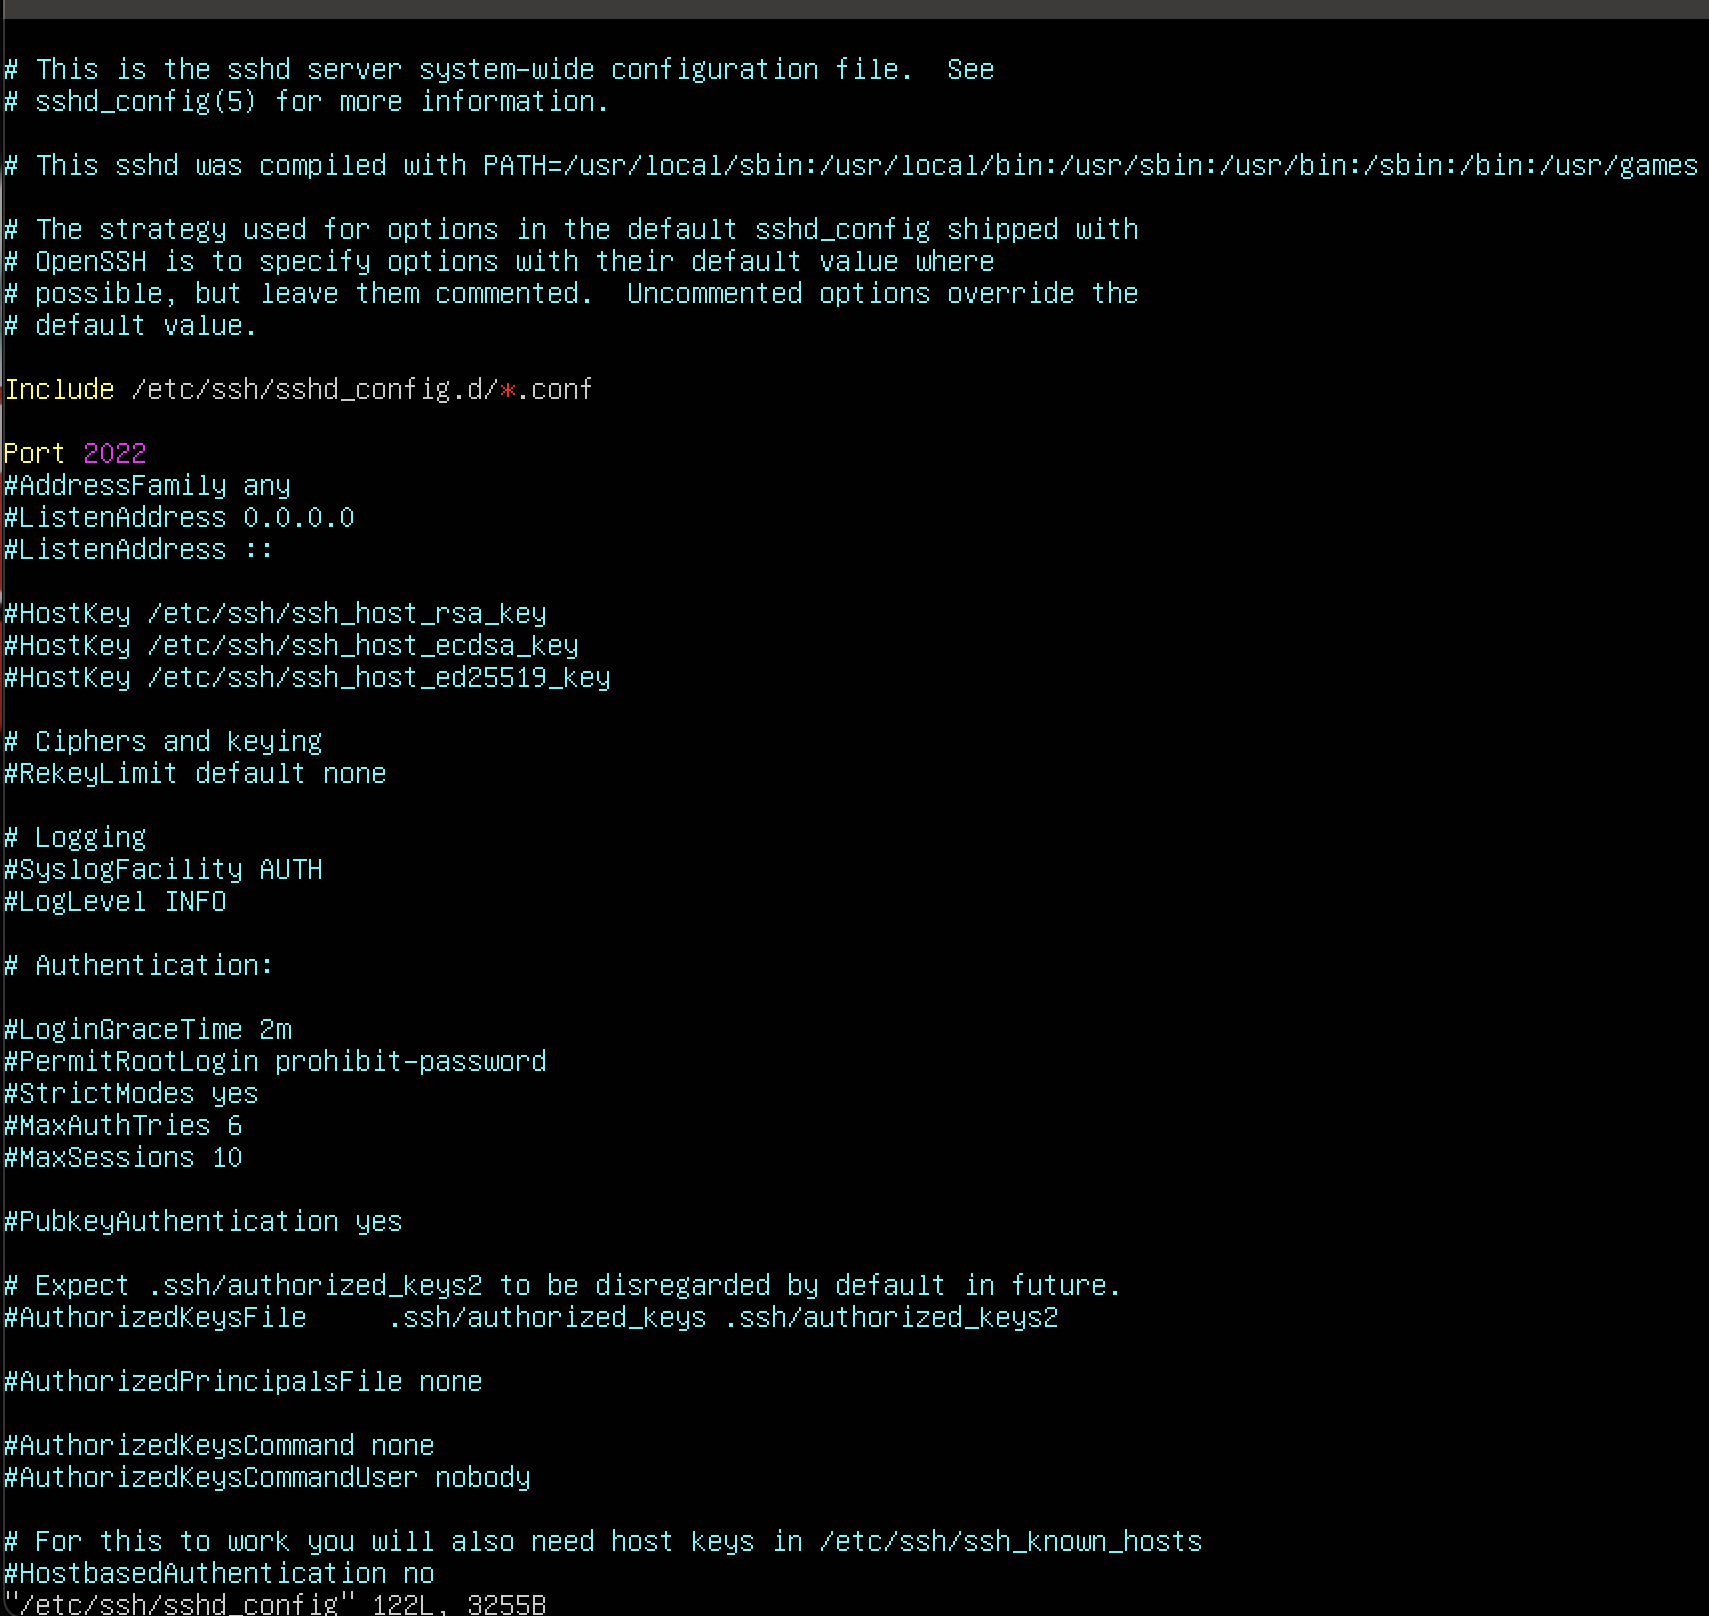 # This is the sshd server system-wide configuration file.  See
# sshd_config(5) for more information.
# This sshd was compiled with PATH=/usr/local/sbin:/usr/local/bin:/usr/sbin:/usr/bin:/sbin:/bin:/usr/games
# The strategy used for options in the default sshd_config shipped with
# OpenSSH is to specify options with their default value where
# possible, but leave them commented.  Uncommented options override the
# default value.
Include /etc/ssh/sshd_config.d/*.conf
Port 2022
#AddressFamily any
#ListenAddress 0.0.0.0
#ListenAddress ::
#HostKey /etc/ssh/ssh_host_rsa_key
#HostKey /etc/ssh/ssh_host_ecdsa_key
#HostKey /etc/ssh/ssh_host_ed25519_key
# Ciphers and keying
#RekeyLimit default none
# Logging
#SyslogFacility AUTH
#LogLevel INFO
# Authentication:
#LoginGraceTime 2m
#PermitRootLogin prohibit-password
#StrictModes yes
#MaxAuthTries 6
#MaxSessions 10
#PubkeyAuthentication yes
# Expect .ssh/authorized_keys2 to be disregarded by default in future.
#AuthorizedKeysFile     .ssh/authorized_keys .ssh/authorized_keys2
#AuthorizedPrincipalsFile none
#AuthorizedKeysCommand none
#AuthorizedKeysCommandUser nobody
# For this to work you will also need host keys in /etc/ssh/ssh_known_hosts
#HostbasedAuthentication no
"/etc/ssh/sshd_config" 122L, 3255B